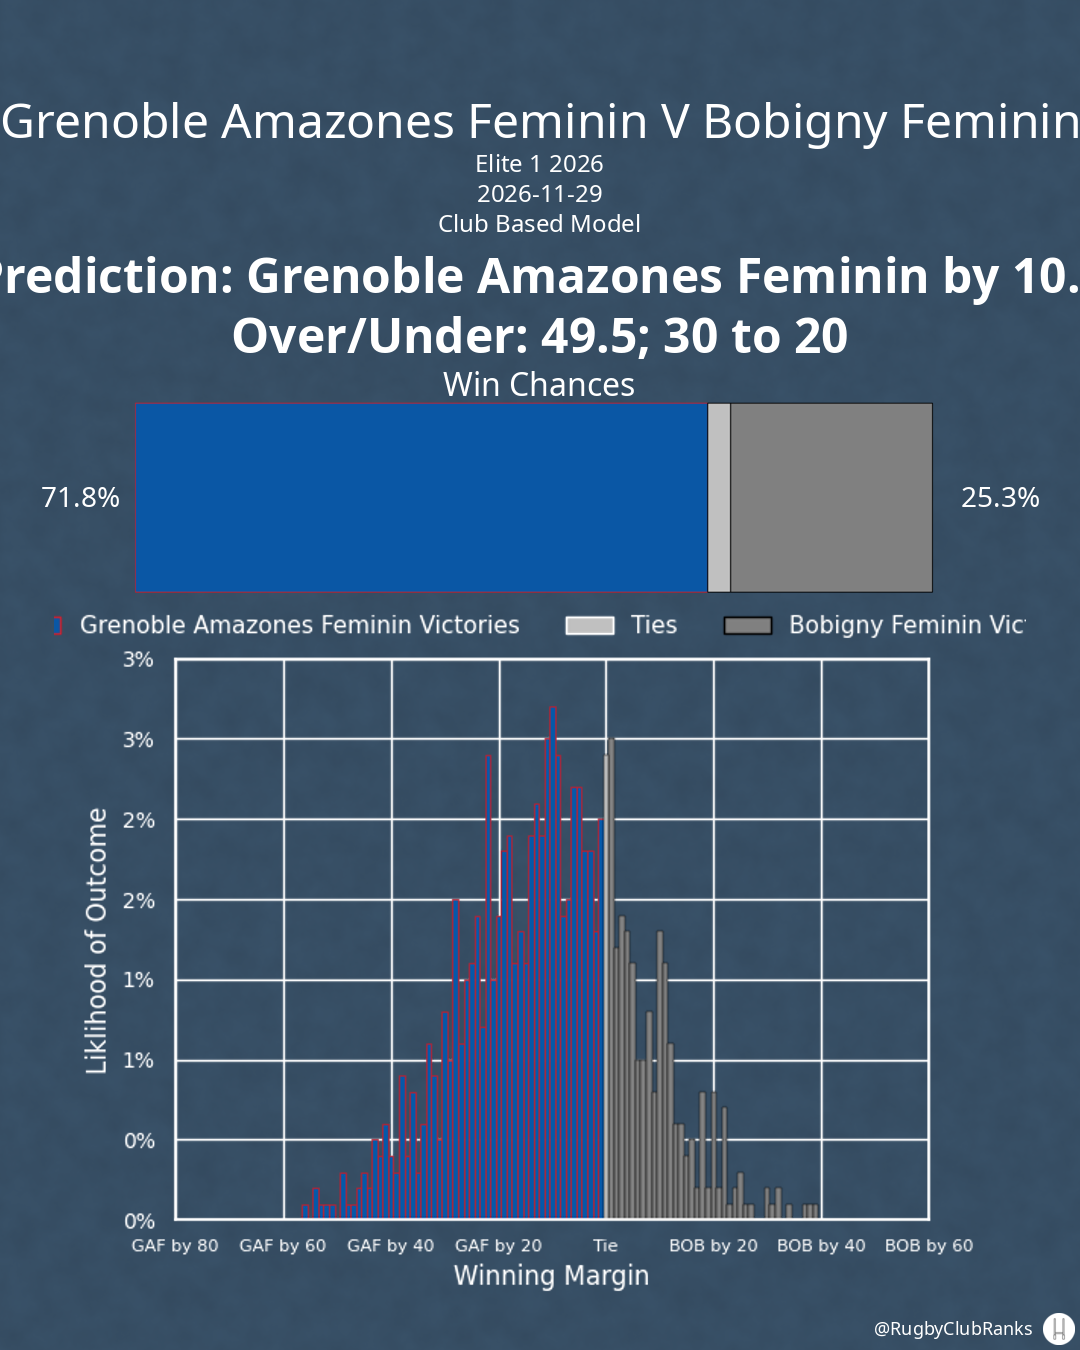 Grenoble Amazones Feminin V Bobigny Feminin
Elite 1 2026
2026-11-29
Club Based Model
Prediction: Grenoble Amazones Feminin by 10.
Over/Under: 49.5; 30 to 20
Win Chances
71.8%
25.3%
Grenoble Amazones Feminin Victories
Ties
Bobigny Feminin Vic
3%
3%
2%
2%
1%
1%
0%
0%
Liklihood of Outcome
GAF by 80
GAF by 60
GAF by 40
GAF by 20
Tie
BOB by 20
BOB by 40
BOB by 60
Winning Margin
@RugbyClubRanks